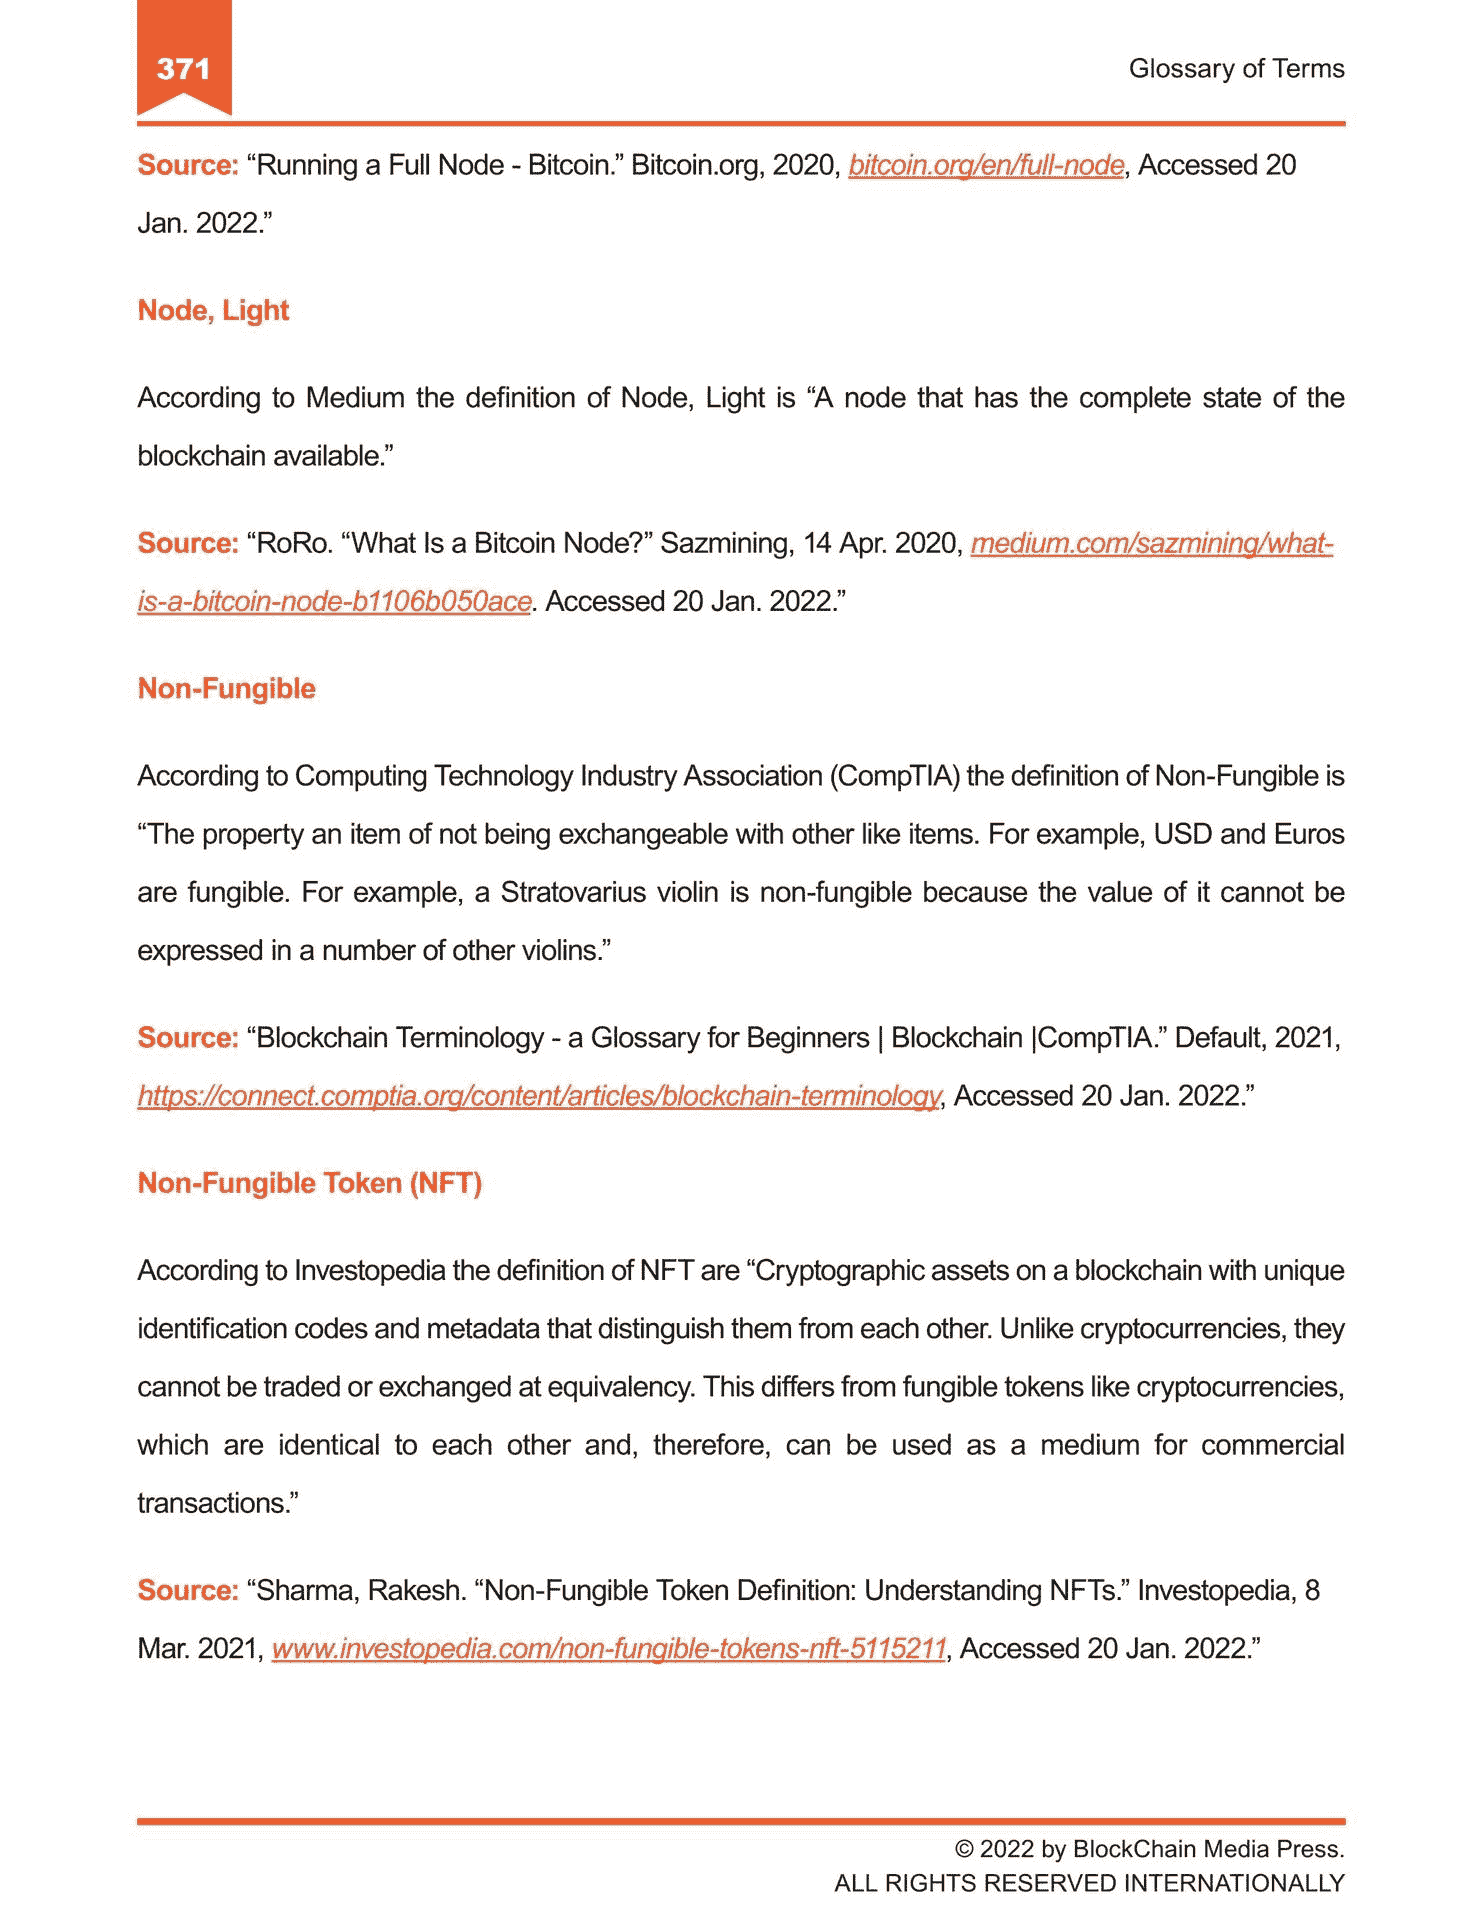 371
Glossary of Terms
Source: “Running a Full Node - Bitcoin.” Bitcoin.org, 2020, bitcoin.org/en/full-node, Accessed 20
Jan. 2022.”
Node, Light
According to Medium the definition of Node, Light is “A node that has the complete state of the
blockchain available.”
Source: “RoRo. “What Is a Bitcoin Node?” Sazmining, 14 Apr. 2020, medium.com/sazmining/what-
is-a-bitcoin-node-b1106b050ace. Accessed 20 Jan. 2022.”
Non-Fungible
According to Computing Technology Industry Association (CompTIA) the definition of Non-Fungible is
“The property an item of not being exchangeable with other like items. For example, USD and Euros
are fungible. For example, a Stratovarius violin is non-fungible because the value of it cannot be
expressed in a number of other violins.”
Source: “Blockchain Terminology - a Glossary for Beginners | Blockchain |CompTIA.” Default, 2021,
https://connect.comptia.org/content/articles/blockchain-terminology, Accessed 20 Jan. 2022.”
Non-Fungible Token (NFT)
According to Investopedia the definition of NFT are “Cryptographic assets on a blockchain with unique
identification codes and metadata that distinguish them from each other. Unlike cryptocurrencies, they
cannot be traded or exchanged at equivalency. This differs from fungible tokens like cryptocurrencies,
which are identical to each other and, therefore, can be used as a medium for commercial
transactions.”
Source: “Sharma, Rakesh. “Non-Fungible Token Definition: Understanding NFTs.” Investopedia, 8
Mar. 2021, www.investopedia.com/non-fungible-tokens-nft-5115211, Accessed 20 Jan. 2022.”
© 2022 by BlockChain Media Press.
ALL RIGHTS RESERVED INTERNATIONALLY